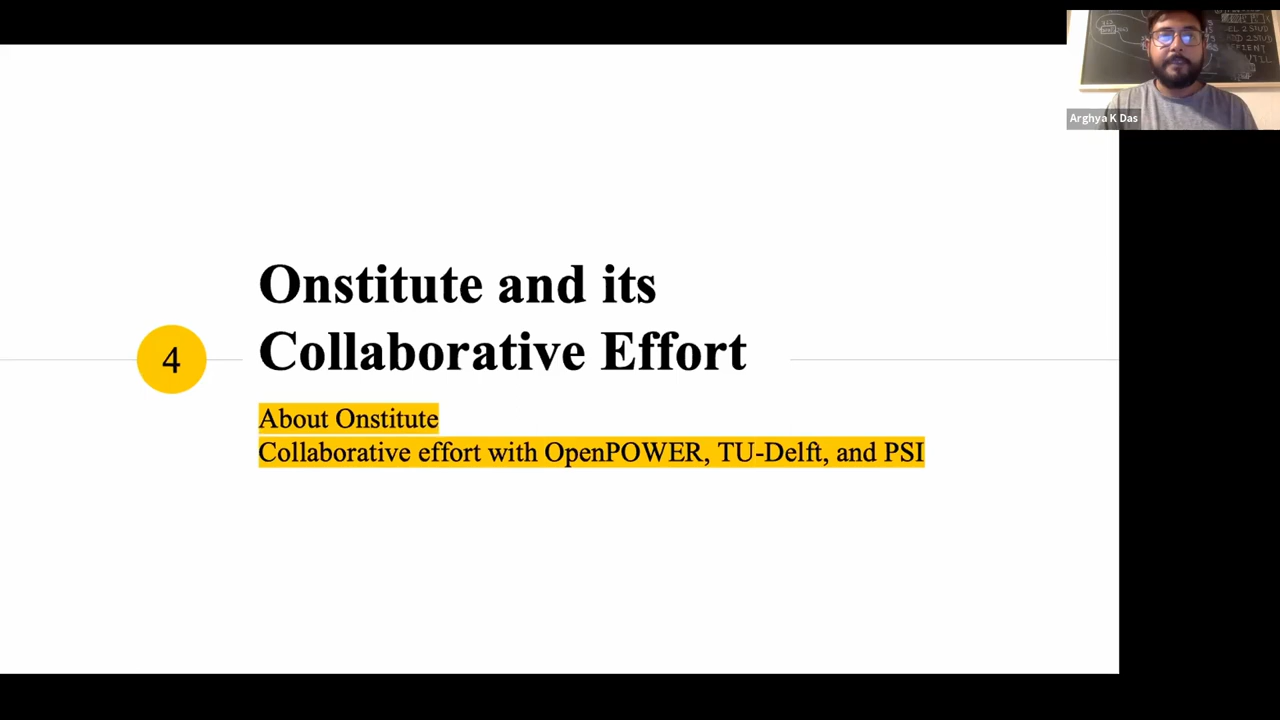 Arghya K Das
4
Onstitute and its
Collaborative Effort
About Onstitute
Collaborative effort with OpenPOWER, TU-Delft, and PSI